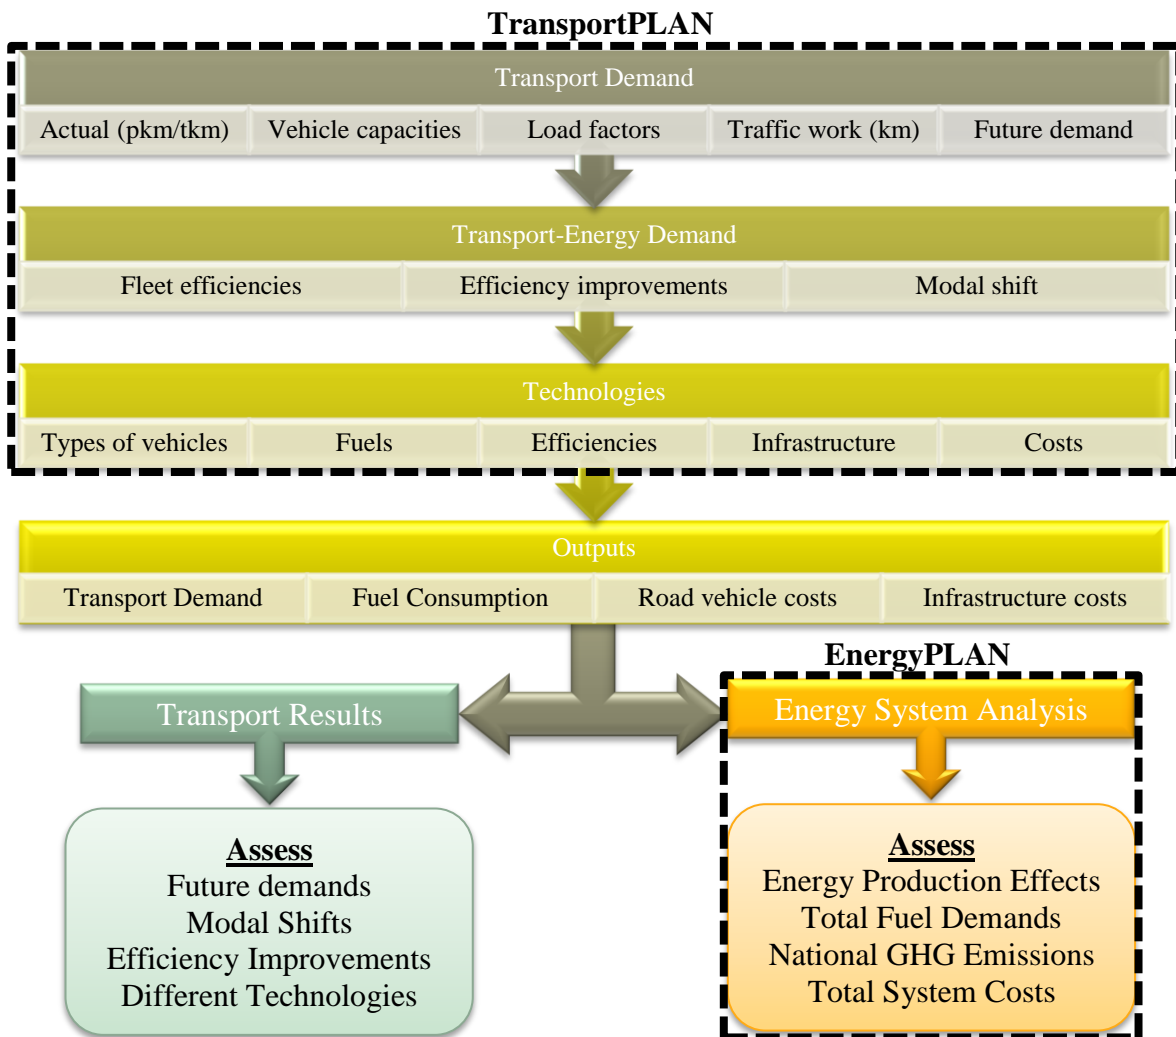 TransportPLAN
Transport Demand
Actual (pkm/tkm) Vehicle capacities Load factors Traffic work (km) Future demand
Transport-Energy Demand
Fleet efficiencies Efficiency improvements Modal shift
Technologies
Types of vehicles Fuels Efficiencies Infrastructure Costs
Outputs
Transport Demand Fuel Consumption Road vehicle costs Infrastructure costs
EnergyPLAN
Transport Results
Energy System Analysis
Assess
Future demands
Modal Shifts
Efficiency Improvements
Different Technologies
Assess
Energy Production Effects
Total Fuel Demands
National GHG Emissions
Total System Costs